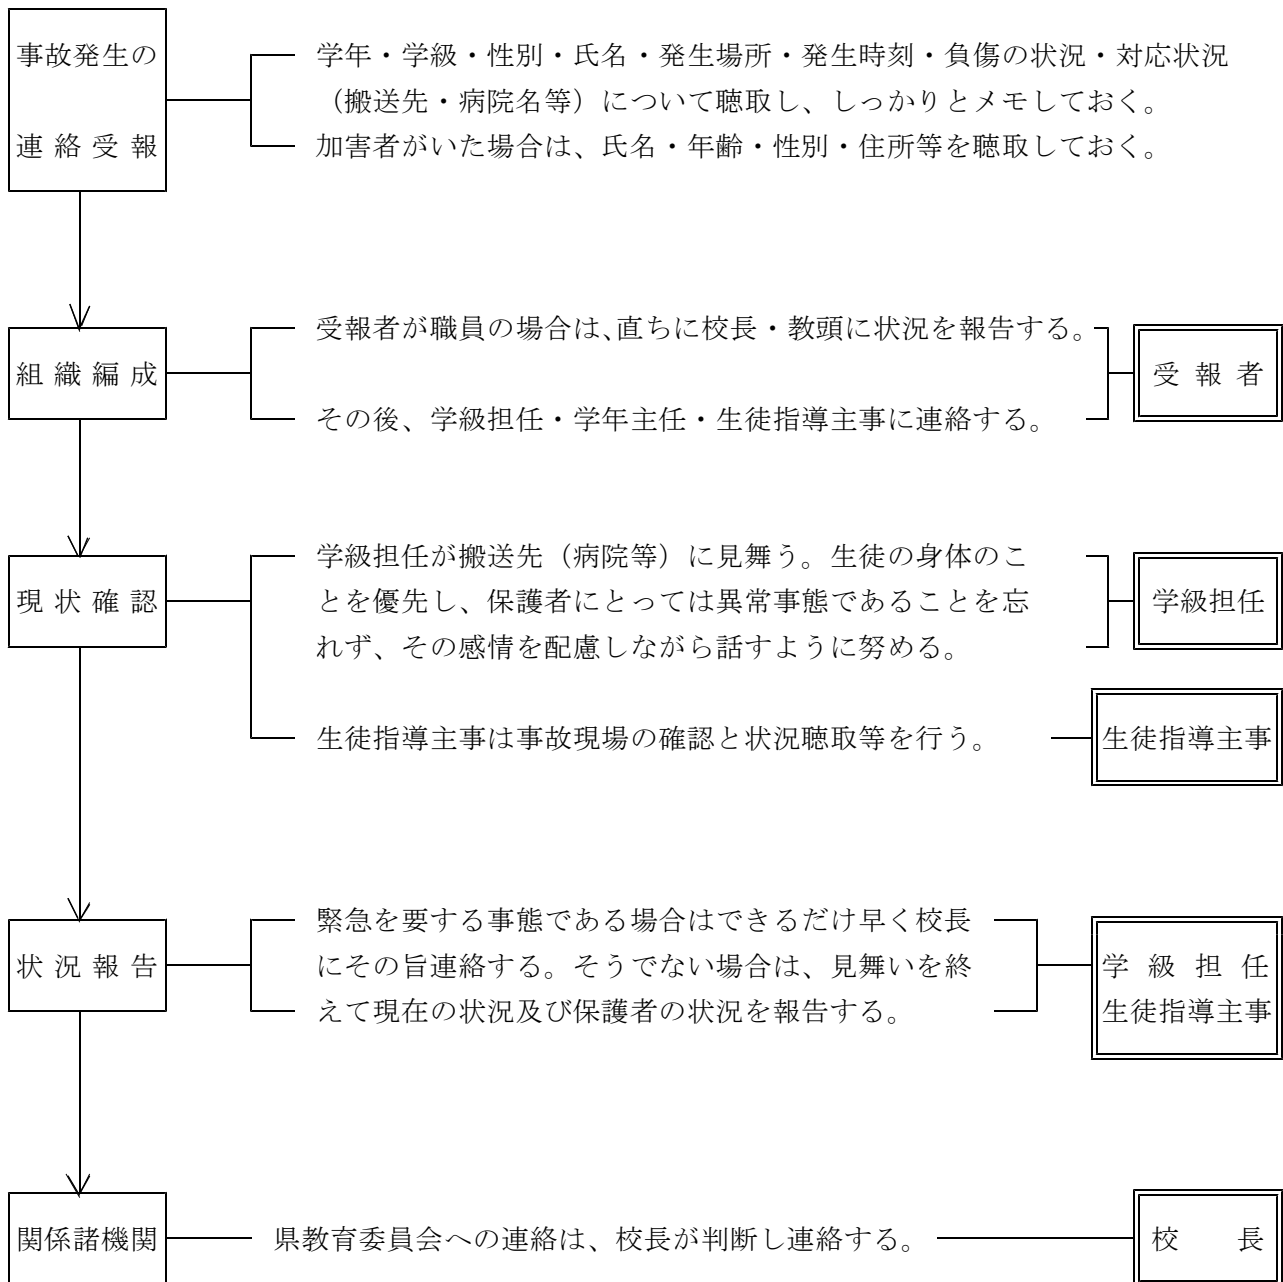 事故発生の
連絡受報
学年・学級・性別・氏名・発生場所・発生時刻・負傷の状況・対応状況
（搬送先・病院名等）について聴取し、しっかりとメモしておく。
加害者がいた場合は、氏名・年齢・性別・住所等を聴取しておく。
組織編成
受報者が職員の場合は、直ちに校長・教頭に状況を報告する。
その後、学級担任・学年主任・生徒指導主事に連絡する。
受報者
現状確認
学級担任が搬送先（病院等）に見舞う。生徒の身体のこ
とを優先し、保護者にとっては異常事態であることを忘
れず、その感情を配慮しながら話すように努める。
学級担任
生徒指導主事は事故現場の確認と状況聴取等を行う。
生徒指導主事
状況報告
緊急を要する事態である場合はできるだけ早く校長
にその旨連絡する。そうでない場合は、見舞いを終
えて現在の状況及び保護者の状況を報告する。
学級担任
生徒指導主事
関係諸機関
県教育委員会への連絡は、校長が判断し連絡する。
校長